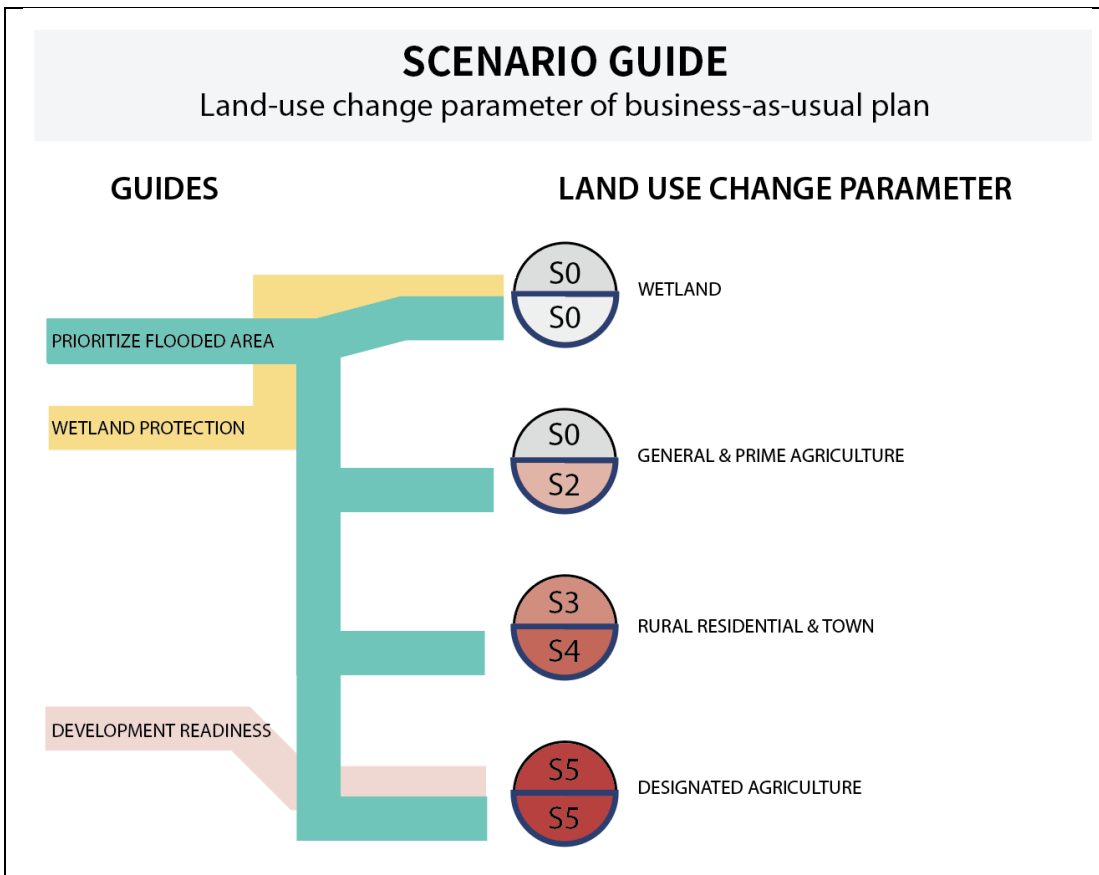 SCENARIO GUIDE
Land-use change parameter of business-as-usual plan
GUIDES
LAND USE CHANGE PARAMETER
S0
WETLAND
S0
PRIORITIZE FLOODED AREA
WETLAND PROTECTION
S0
GENERAL & PRIME AGRICULTURE
S2
S3
RURAL RESIDENTIAL & TOWN
S4
DEVELOPMENT READINESS
S5
DESIGNATED AGRICULTURE
S5